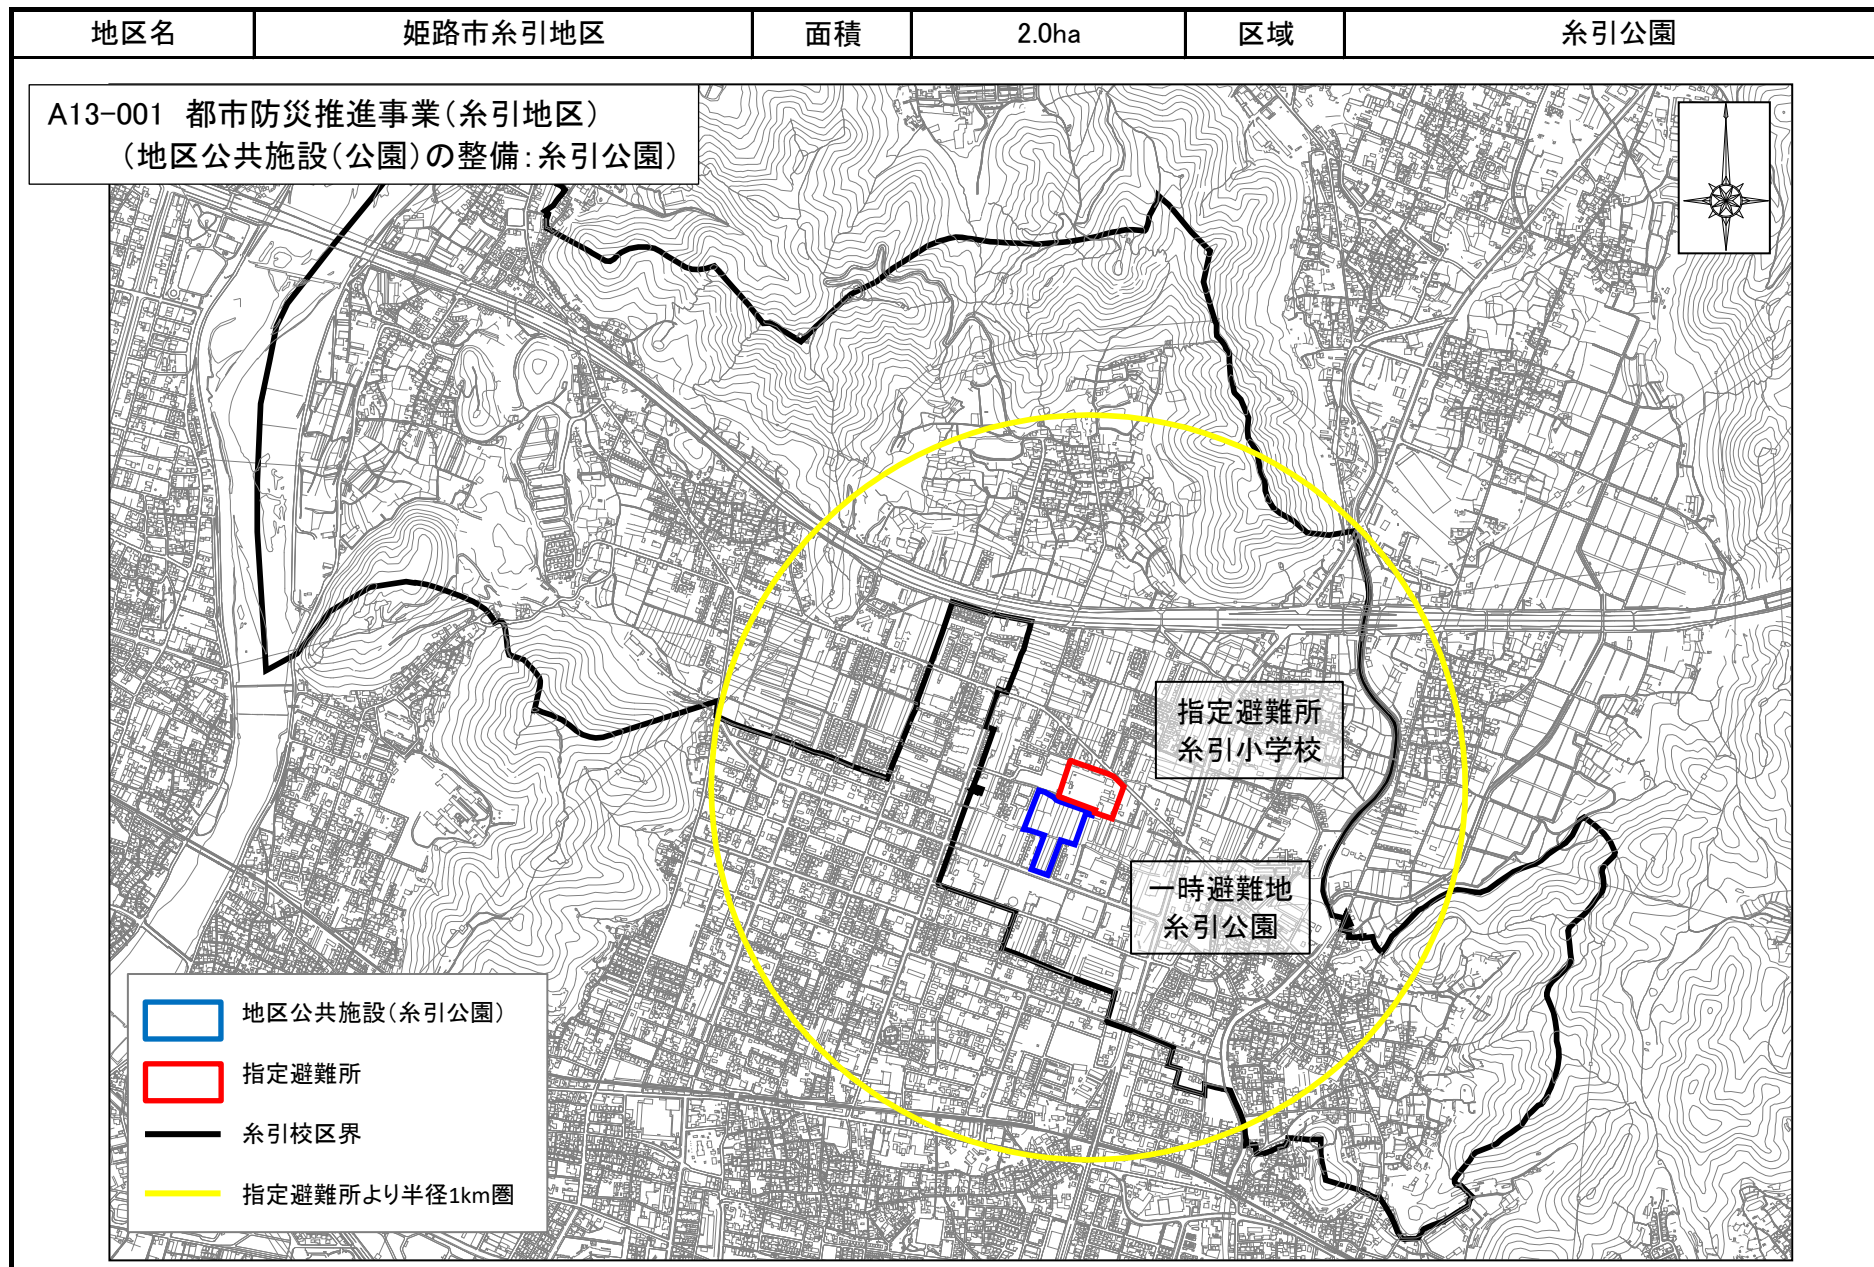 地区名 姫路市糸引地区 面積 2.0ha 区域 糸引公園
A13-001 都市防災推進事業(糸引地区)
(地区公共施設(公園)の整備:糸引公園)
指定避難所
糸引小学校
一時避難地
糸引公園
地区公共施設(糸引公園)
指定避難所
糸引校区界
指定避難所より半径1km圏